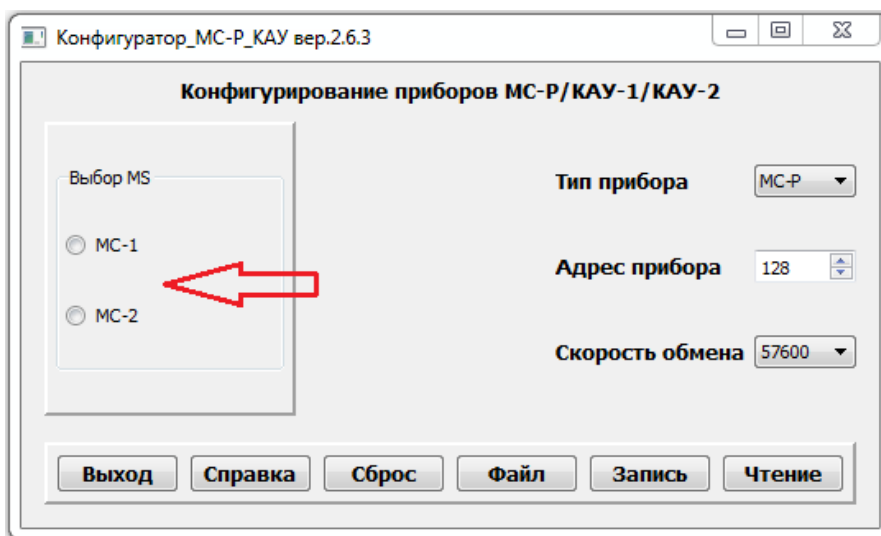 Конфигуратор_МС-Р_КАУ вер.2.6.3
Конфигурирование приборов МС-Р/КАУ-1/КАУ-2
Выбор MS
МС-1
МС-2
Тип прибора МС-Р
Адрес прибора 128
Скорость обмена 57600
Выход Справка Сброс Файл Запись Чтение